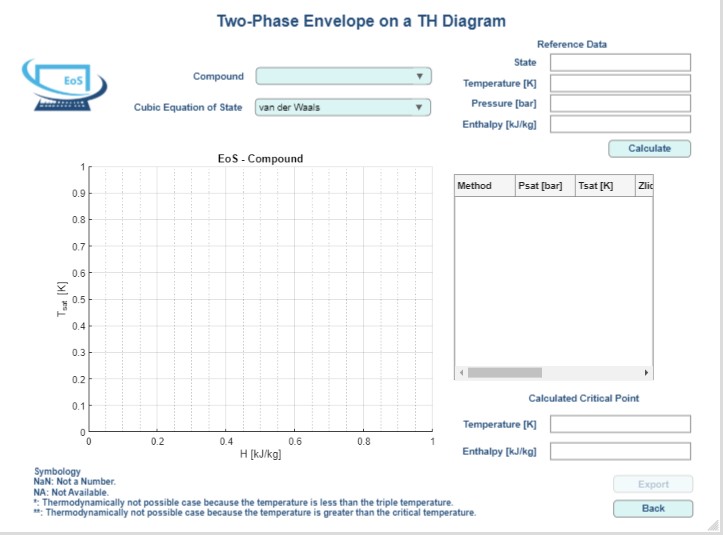 Two-Phase Envelope on a TH Diagram
EoS
Compound
Cubic Equation of State
van der Waals
Reference Data
State
Temperature [K]
Pressure [bar]
Enthalpy [kJ/kg]
Calculate
EoS - Compound
1
0.9
0.8
0.7
0.6
0.5
0.4
0.3
0.2
0.1
0
Tsat [K]
0
0.2
0.4
0.6
0.8
1
H [kJ/kg]
Method Psat [bar] Tsat [K] Zlic
Calculated Critical Point
Temperature [K]
Enthalpy [kJ/kg]
Export
Back
Symbology
NaN: Not a Number.
NA: Not Available.
*: Thermodynamically not possible case because the temperature is less than the triple temperature.
**: Thermodynamically not possible case because the temperature is greater than the critical temperature.